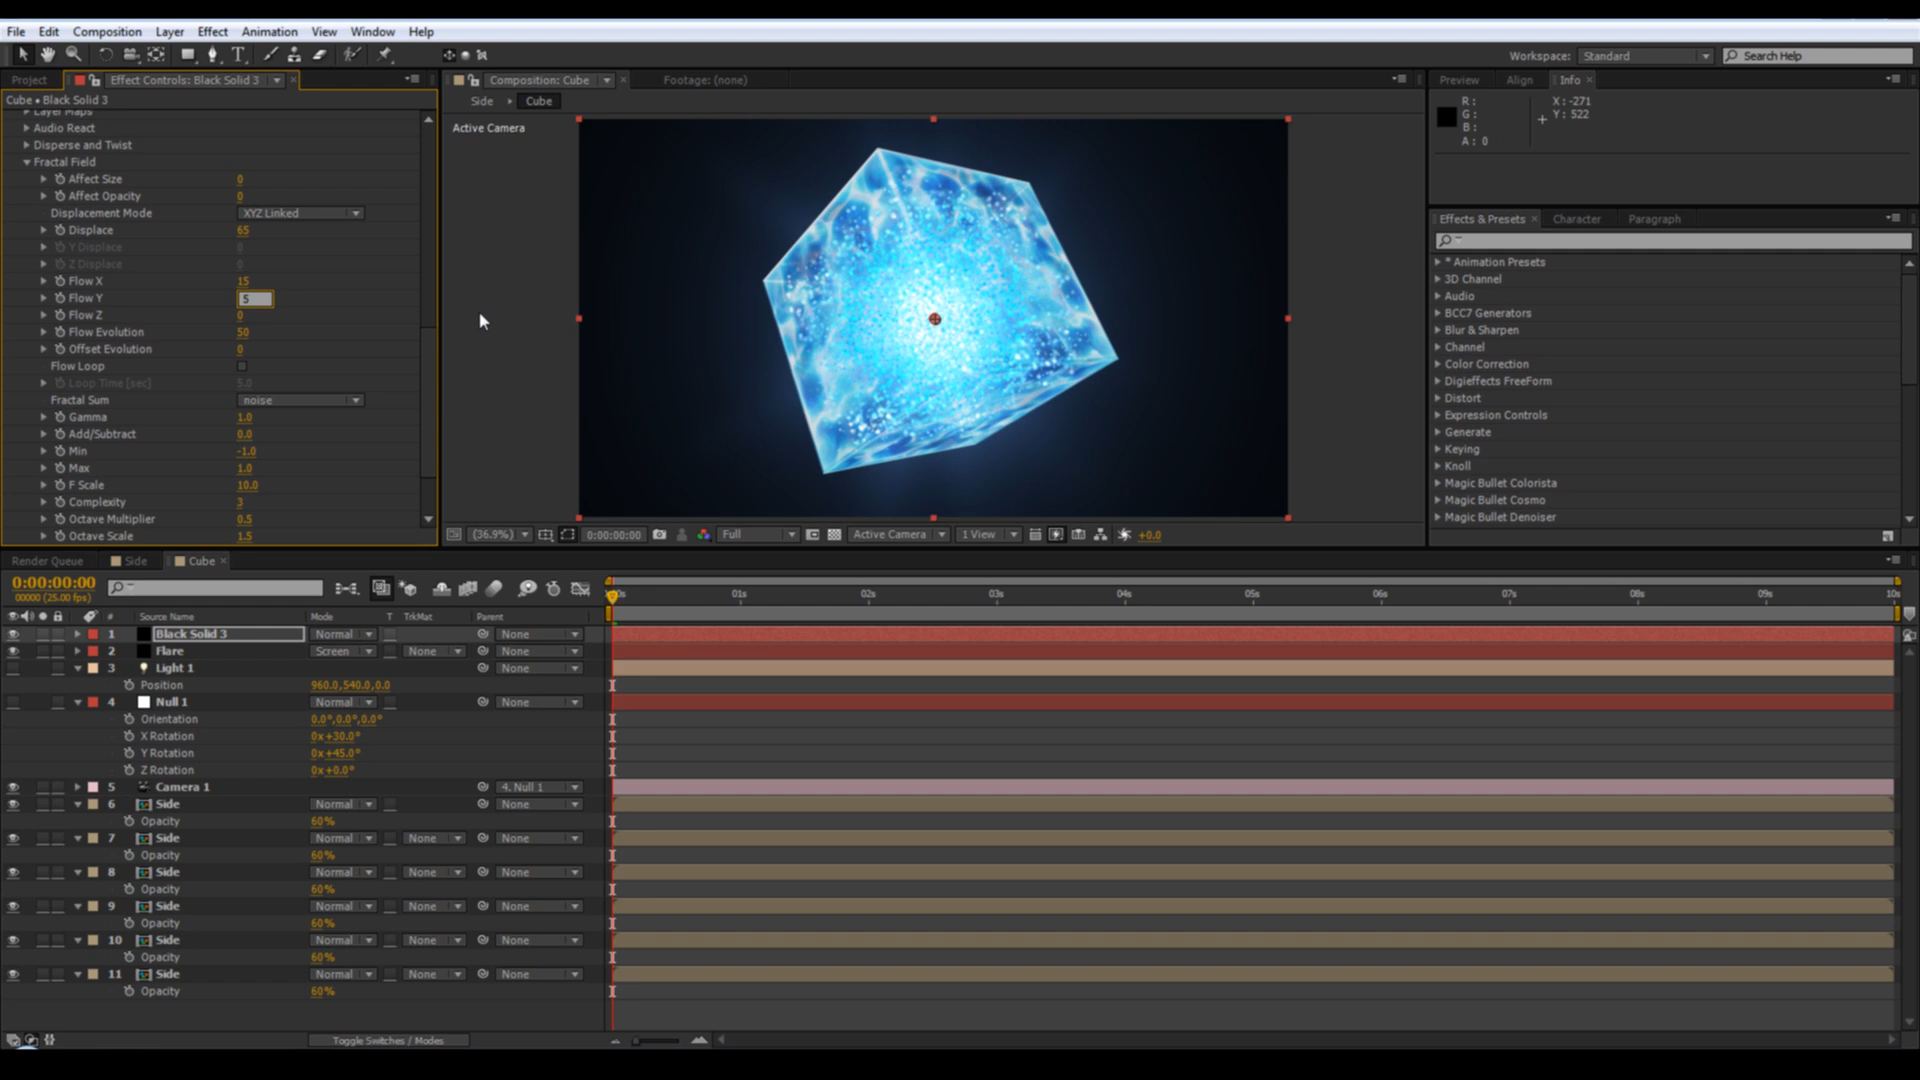 File Edit Composition Layer Effect Animation View Window Help
Workspace: Standard Search Help
Project Effect Controls: Black Solid 3
Composition: Cube Footage: (none)
Preview Align Info
Cube • Black Solid 3
Side Cube
Active Camera
R: X: -271
G: Y: 522
B:
A: 0
Layer Maps
Audio React
Disperse and Twist
Fractal Field
Affect Size 0
Affect Opacity 0
Displacement Mode XYZ Linked
Displace 65
Y Displace 0
Z Displace 0
Flow X 15
Flow Y 5
Flow Z 0
Flow Evolution 50
Offset Evolution 0
Flow Loop
Loop Time [sec] 5.0
Fractal Sum noise
Gamma 1.0
Add/Subtract 0.0
Min -1.0
Max 1.0
F Scale 10.0
Complexity 3
Octave Multiplier 0.5
Octave Scale 1.5
Effects & Presets Character Paragraph
* Animation Presets
3D Channel
Audio
BCC7 Generators
Blur & Sharpen
Channel
Color Correction
Digieffects FreeForm
Distort
Expression Controls
Generate
Keying
Knoll
Magic Bullet Colorista
Magic Bullet Cosmo
Magic Bullet Denoiser
(36.9%) 0:00:00:00 Full Active Camera 1 View +0.0
Render Queue Side Cube
0:00:00:00
00000 (25.00 fps)
01s 02s 03s 04s 05s 06s 07s 08s 09s 10s
# Source Name Mode T TrkMat Parent
1 Black Solid 3 Normal None
2 Flare Screen None None
3 Light 1 None
Position 960.0,540.0,0.0
4 Null 1 Normal None
Orientation 0.0°,0.0°,0.0°
X Rotation 0x+30.0°
Y Rotation 0x+45.0°
Z Rotation 0x+0.0°
5 Camera 1 4. Null 1
6 Side Normal None
Opacity 60%
7 Side Normal None None
Opacity 60%
8 Side Normal None None
Opacity 60%
9 Side Normal None None
Opacity 60%
10 Side Normal None None
Opacity 60%
11 Side Normal None None
Opacity 60%
Toggle Switches / Modes